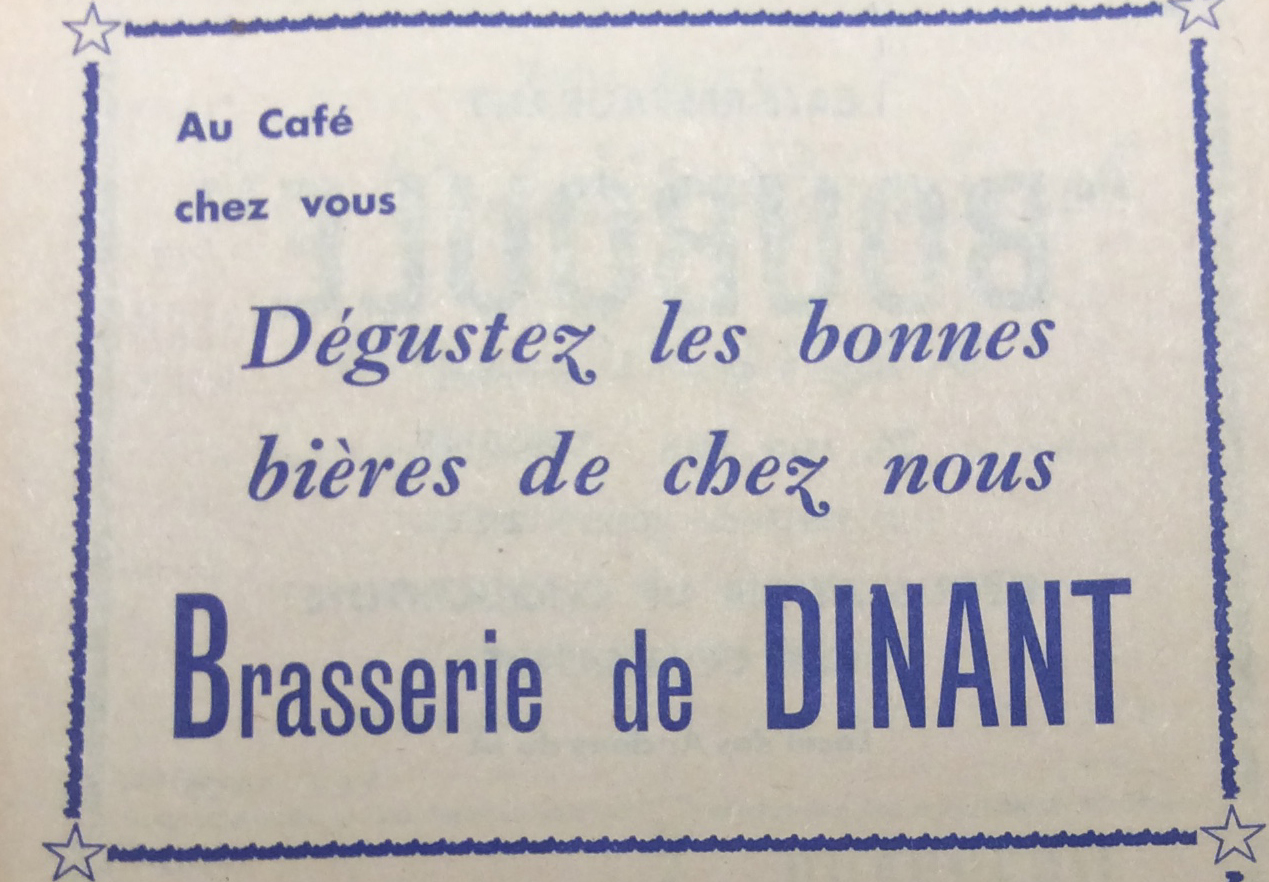 Au Café
chez vous
Dégustez les bonnes
bières de chez nous
Brasserie de DINANT